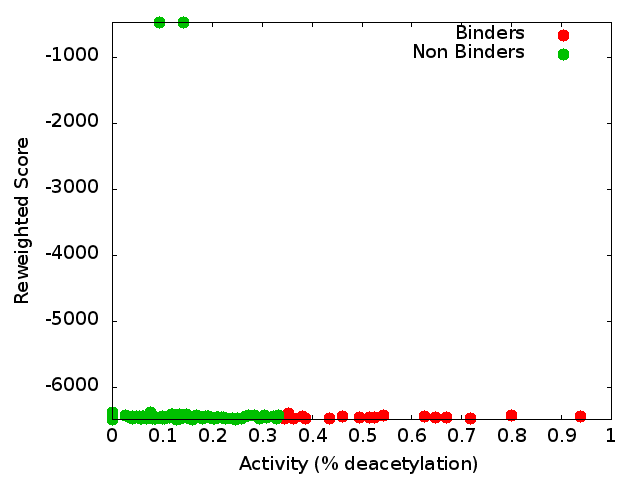 Binders
Non Binders
Reweighted Score
-1000
-2000
-3000
-4000
-5000
-6000
0 0.1 0.2 0.3 0.4 0.5 0.6 0.7 0.8 0.9 1
Activity (% deacetylation)